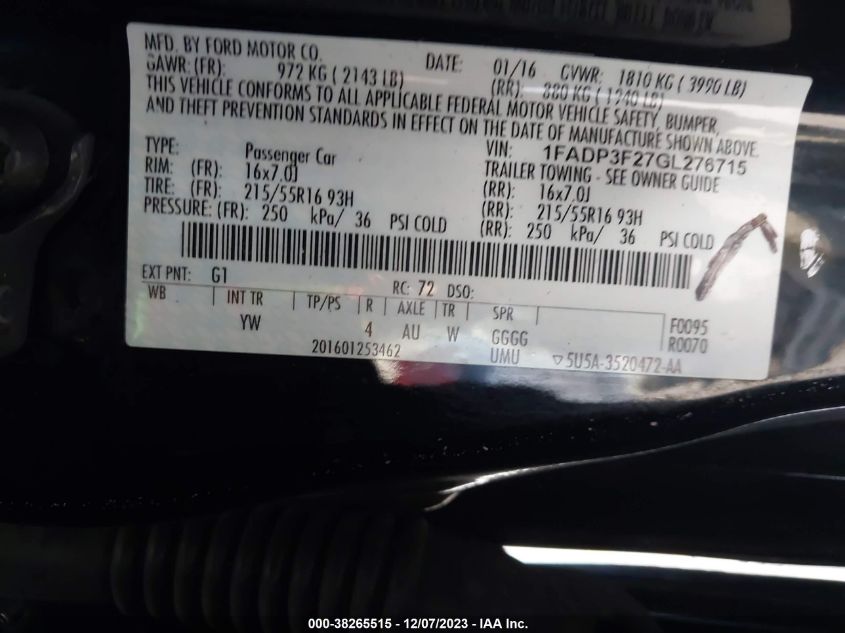 MFD. BY FORD MOTOR CO. DATE: 01/16 GVWR: 1810 KG ( 3990 LB)
GAWR: (FR): 972 KG ( 2143 LB) (RR): 880 KG ( 1940 LB)
THIS VEHICLE CONFORMS TO ALL APPLICABLE FEDERAL MOTOR VEHICLE SAFETY, BUMPER,
AND THEFT PREVENTION STANDARDS IN EFFECT ON THE DATE OF MANUFACTURE SHOWN ABOVE.
VIN: 1FADP3F27GL276715
TYPE: Passenger Car TRAILER TOWING - SEE OWNER GUIDE
RIM: (FR) 16x7.0J (RR): 16x7.0J
TIRE: (FR) 215/55R16 93H (RR): 215/55R16 93H
PRESSURE: (FR): 250 kPa/ 36 PSI COLD (RR): 250 kPa/ 36 PSI COLD
EXT PNT: G1 RC: 72 DSO:
WB INT TR TP/PS R AXLE TR SPR F0095
YW 4 AU W GGGG R0070
201601253462 UMU ▽5U5A-3520472-AA
000-38265515 - 12/07/2023 - IAA Inc.